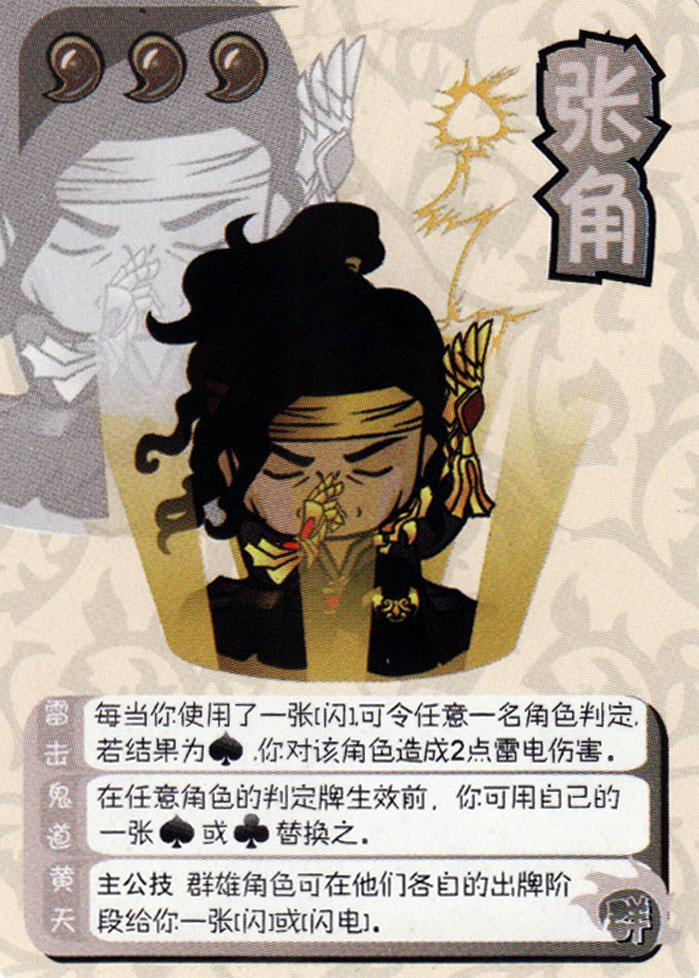 张角
雷击
每当你使用了一张[闪],可令任意一名角色判定,
若结果为♠,你对该角色造成2点雷电伤害。
鬼道
在任意角色的判定牌生效前,你可用自己的
一张♠或♣替换之。
黄天
主公技 群雄角色可在他们各自的出牌阶
段给你一张[闪]或[闪电]。
群